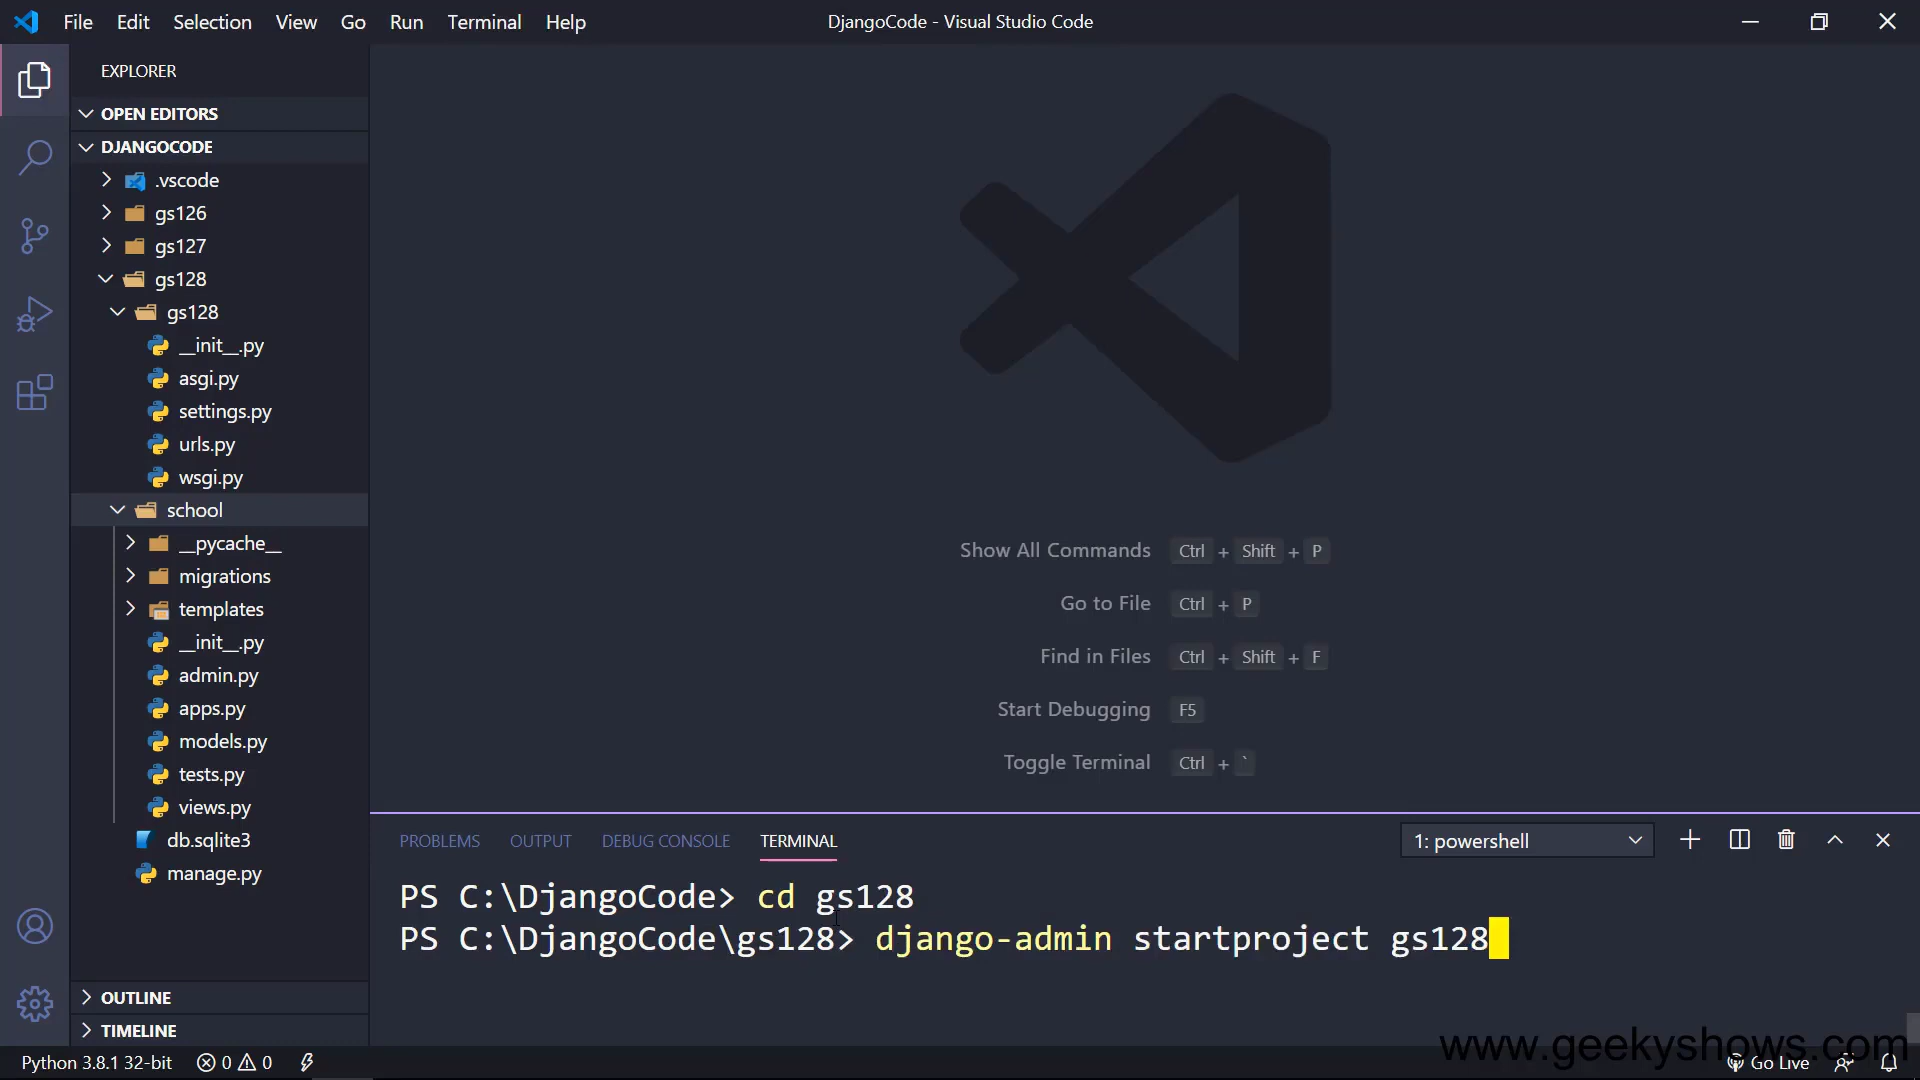 File Edit Selection View Go Run Terminal Help
DjangoCode - Visual Studio Code
EXPLORER
OPEN EDITORS
DJANGOCODE
.vscode
gs126
gs127
gs128
gs128
__init__.py
asgi.py
settings.py
urls.py
wsgi.py
school
__pycache__
migrations
templates
__init__.py
admin.py
apps.py
models.py
tests.py
views.py
db.sqlite3
manage.py
OUTLINE
TIMELINE
Show All Commands Ctrl + Shift + P
Go to File Ctrl + P
Find in Files Ctrl + Shift + F
Start Debugging F5
Toggle Terminal Ctrl + `
PROBLEMS OUTPUT DEBUG CONSOLE TERMINAL
1: powershell
PS C:\DjangoCode> cd gs128
PS C:\DjangoCode\gs128> django-admin startproject gs128
www.geekyshows.com
Python 3.8.1 32-bit 0 0 Go Live